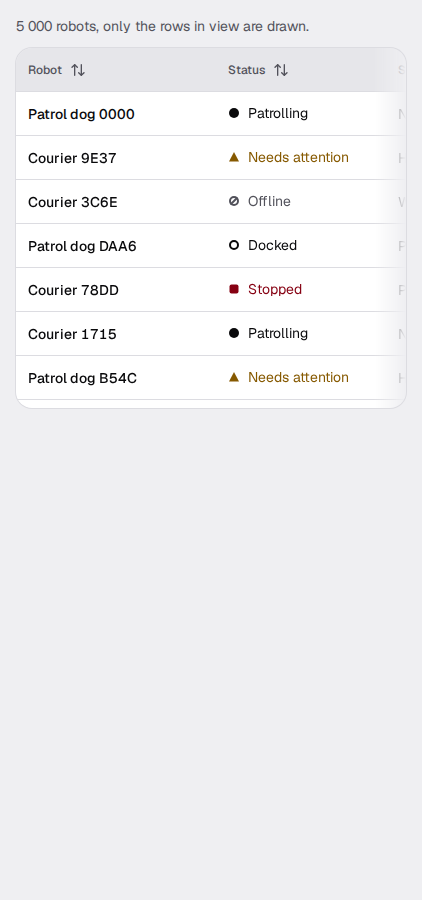 5 000 robots, only the rows in view are drawn.
Robot Status
Patrol dog 0000 Patrolling
Courier 9E37 Needs attention
Courier 3C6E Offline
Patrol dog DAA6 Docked
Courier 78DD Stopped
Courier 1715 Patrolling
Patrol dog B54C Needs attention